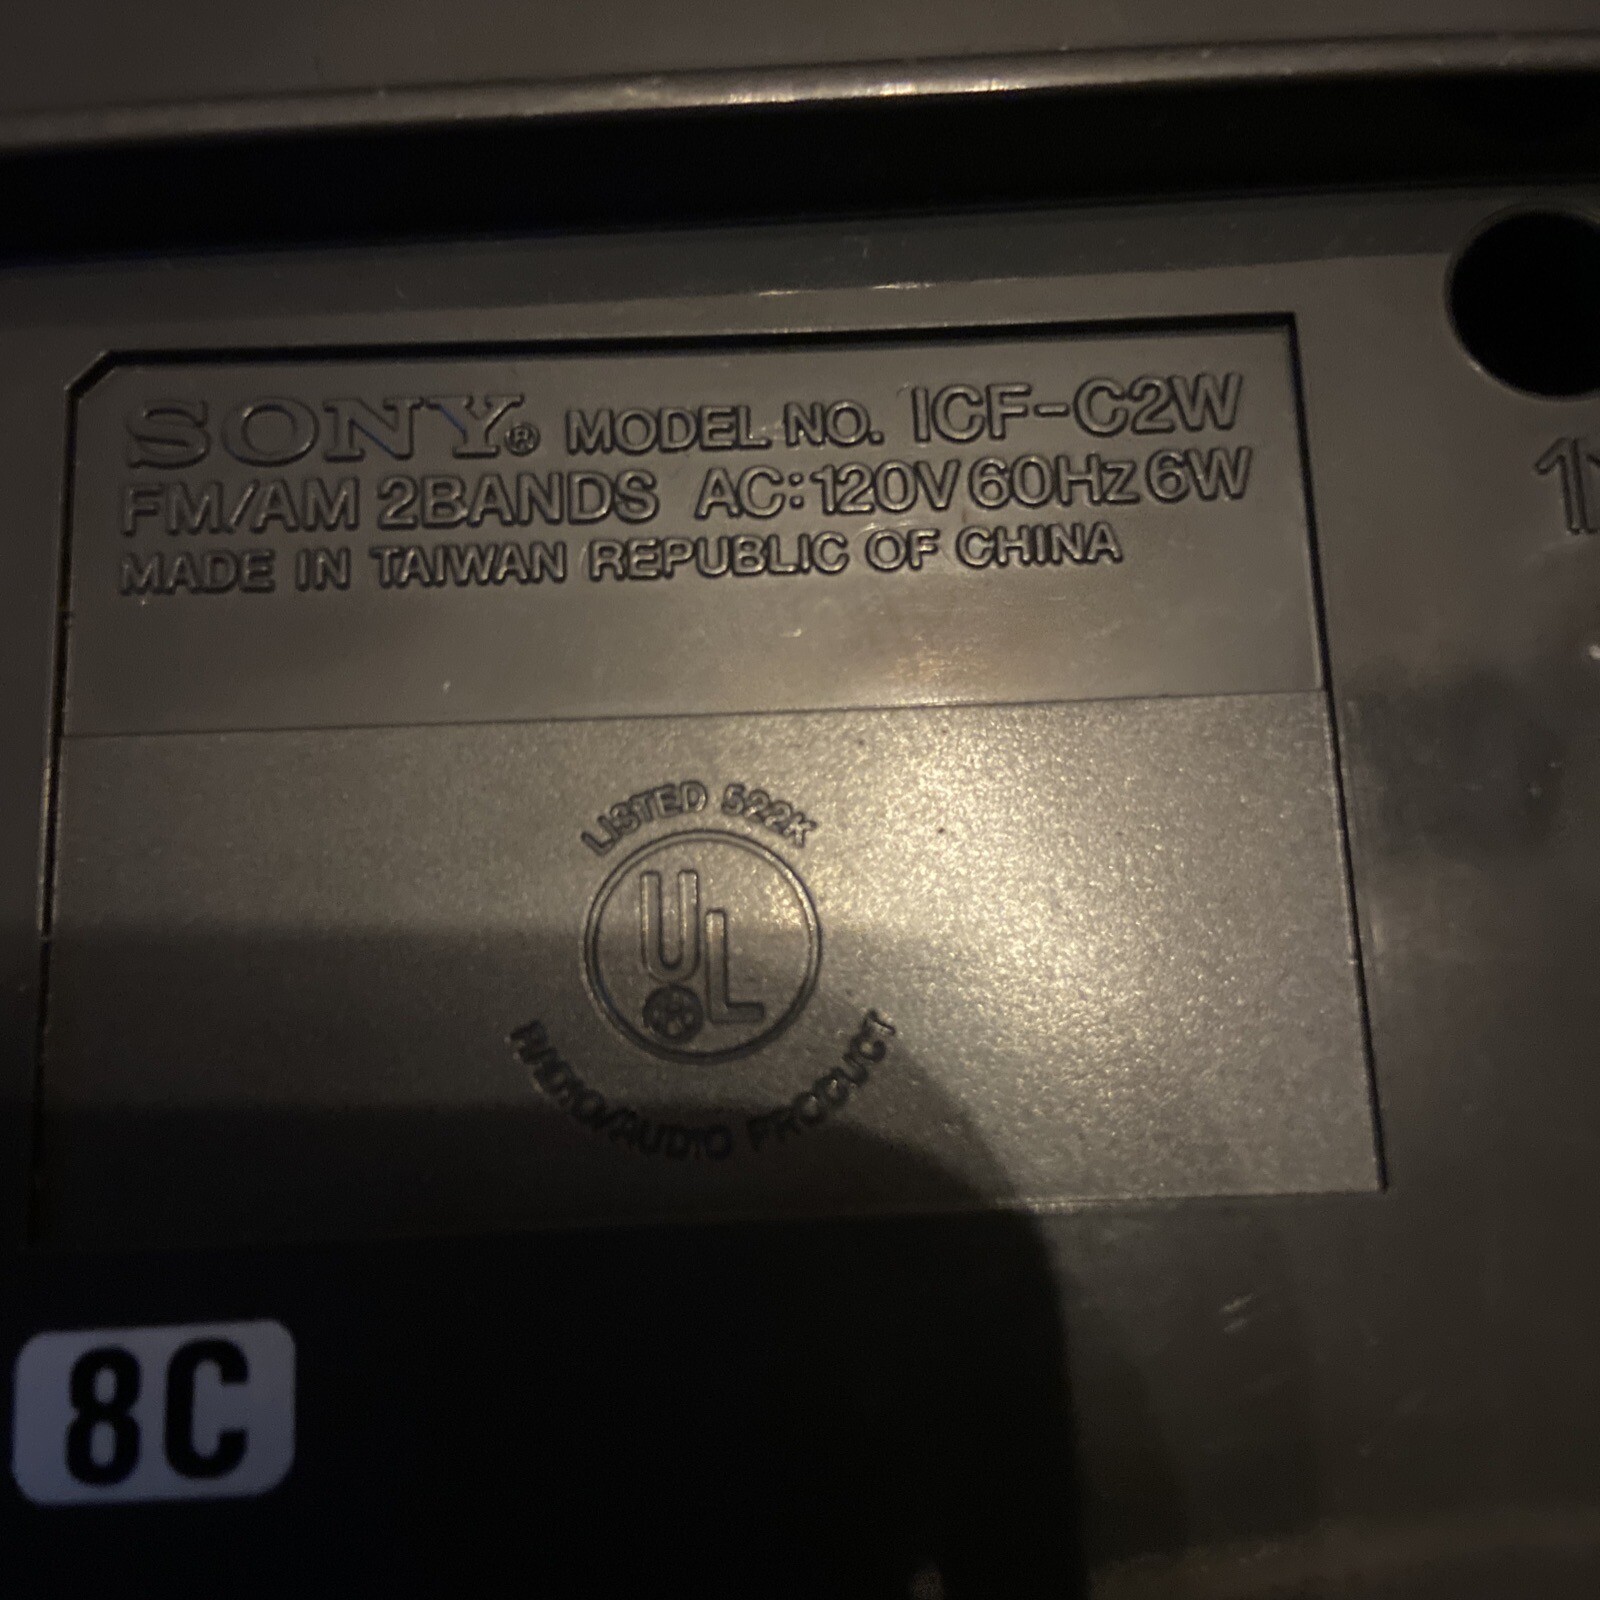 SONY® MODEL NO. ICF-C2W
FM/AM 2BANDS AC:120V 60Hz 6W
MADE IN TAIWAN REPUBLIC OF CHINA
LISTED 522K
UL
RADIO/AUDIO PRODUCT
8C